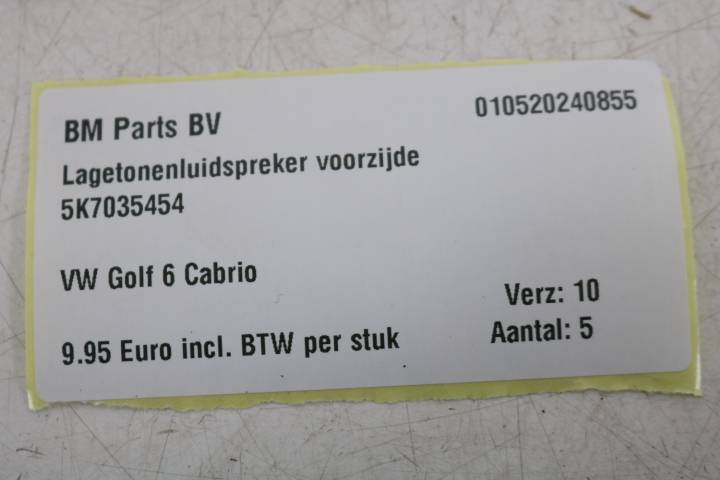 BM Parts BV
010520240855
Lagetonenluidspreker voorzijde
5K7035454
VW Golf 6 Cabrio
Verz: 10
9.95 Euro incl. BTW per stuk
Aantal: 5